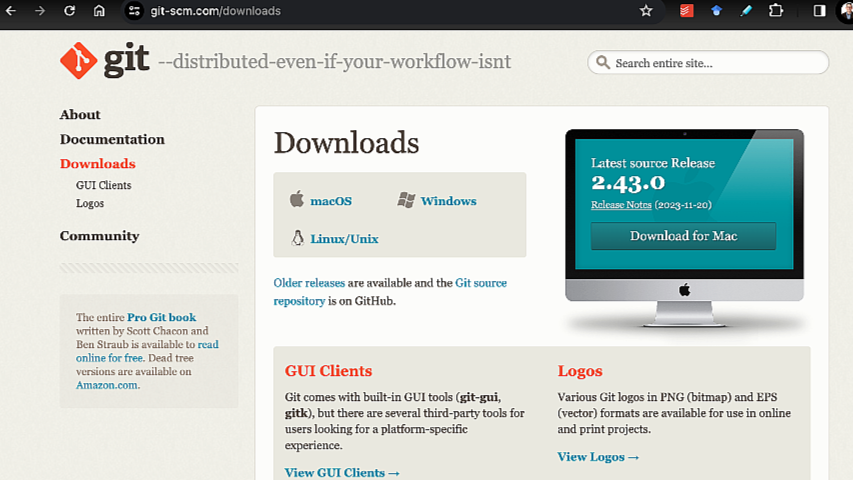 git-scm.com/downloads
git --distributed-even-if-your-workflow-isnt
Search entire site...
About
Documentation
Downloads
GUI Clients
Logos
Community
The entire Pro Git book
written by Scott Chacon and
Ben Straub is available to read
online for free. Dead tree
versions are available on
Amazon.com.
Downloads
macOS
Windows
Linux/Unix
Older releases are available and the Git source
repository is on GitHub.
Latest source Release
2.43.0
Release Notes (2023-11-20)
Download for Mac
GUI Clients
Git comes with built-in GUI tools (git-gui,
gitk), but there are several third-party tools for
users looking for a platform-specific
experience.
View GUI Clients →
Logos
Various Git logos in PNG (bitmap) and EPS
(vector) formats are available for use in online
and print projects.
View Logos →